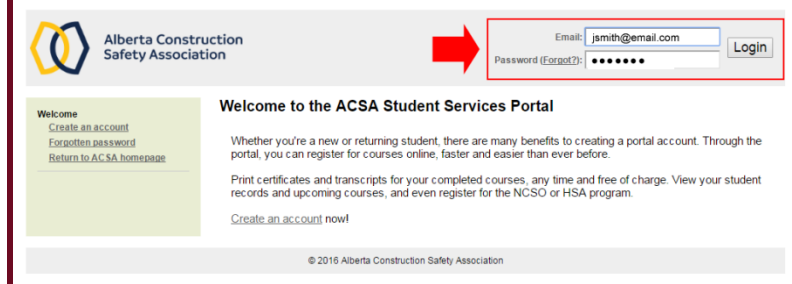 Alberta Construction
Safety Association
Email: jsmith@email.com
Password (Forgot?): ●●●●●●●
Login
Welcome
Create an account
Forgotten password
Return to ACSA homepage
Welcome to the ACSA Student Services Portal
Whether you're a new or returning student, there are many benefits to creating a portal account. Through the
portal, you can register for courses online, faster and easier than ever before.
Print certificates and transcripts for your completed courses, any time and free of charge. View your student
records and upcoming courses, and even register for the NCSO or HSA program.
Create an account now!
© 2016 Alberta Construction Safety Association